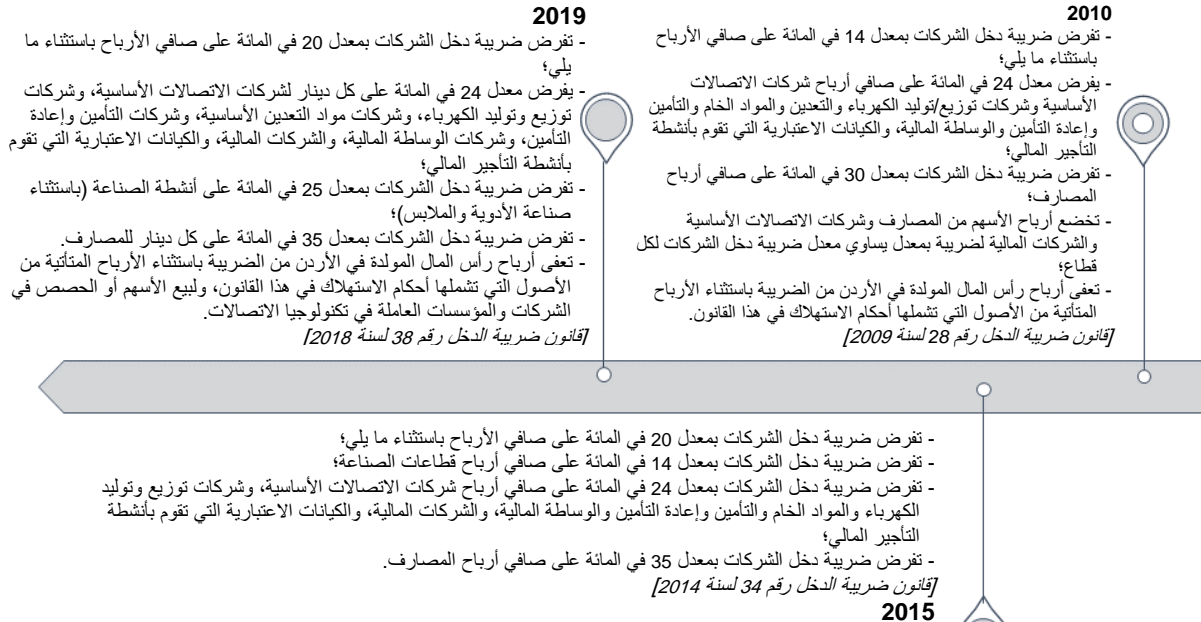 2010
- تفرض ضريبة دخل الشركات بمعدل 14 في المائة على صافي الأرباح
باستثناء ما يلي؛
- يفرض معدل 24 في المائة على صافي أرباح شركات الاتصالات
الأساسية وشركات توزيع/توليد الكهرباء والتعدين والمواد الخام والتأمين
وإعادة التأمين والوساطة المالية، والكيانات الاعتبارية التي تقوم بأنشطة
التأجير المالي؛
- تفرض ضريبة دخل الشركات بمعدل 30 في المائة على صافي أرباح
المصارف؛
- تخضع أرباح الأسهم من المصارف وشركات الاتصالات الأساسية
والشركات المالية لضريبة بمعدل يساوي معدل ضريبة دخل الشركات لكل
قطاع؛
- تعفى أرباح رأس المال المولدة في الأردن من الضريبة باستثناء الأرباح
المتأتية من الأصول التي تشملها أحكام الاستهلاك في هذا القانون.
[قانون ضريبة الدخل رقم 28 لسنة 2009]
2019
- تفرض ضريبة دخل الشركات بمعدل 20 في المائة على صافي الأرباح باستثناء ما
يلي؛
- يفرض معدل 24 في المائة على كل دينار لشركات الاتصالات الأساسية، وشركات
توزيع وتوليد الكهرباء، وشركات مواد التعدين الأساسية، وشركات التأمين وإعادة
التأمين، وشركات الوساطة المالية، والشركات المالية، والكيانات الاعتبارية التي تقوم
بأنشطة التأجير المالي؛
- تفرض ضريبة دخل الشركات بمعدل 25 في المائة على أنشطة الصناعة (باستثناء
صناعة الأدوية والملابس)؛
- تفرض ضريبة دخل الشركات بمعدل 35 في المائة على كل دينار للمصارف.
- تعفى أرباح رأس المال المولدة في الأردن من الضريبة باستثناء الأرباح المتأتية من
الأصول التي تشملها أحكام الاستهلاك في هذا القانون، ولبيع الأسهم أو الحصص في
الشركات والمؤسسات العاملة في تكنولوجيا الاتصالات.
[قانون ضريبة الدخل رقم 38 لسنة 2018]
- تفرض ضريبة دخل الشركات بمعدل 20 في المائة على صافي الأرباح باستثناء ما يلي؛
- تفرض ضريبة دخل الشركات بمعدل 14 في المائة على صافي أرباح قطاعات الصناعة؛
- تفرض ضريبة دخل الشركات بمعدل 24 في المائة على صافي أرباح شركات الاتصالات الأساسية، وشركات توزيع وتوليد
الكهرباء والمواد الخام والتأمين وإعادة التأمين والوساطة المالية، والشركات المالية، والكيانات الاعتبارية التي تقوم بأنشطة
التأجير المالي؛
- تفرض ضريبة دخل الشركات بمعدل 35 في المائة على صافي أرباح المصارف.
[قانون ضريبة الدخل رقم 34 لسنة 2014]
2015